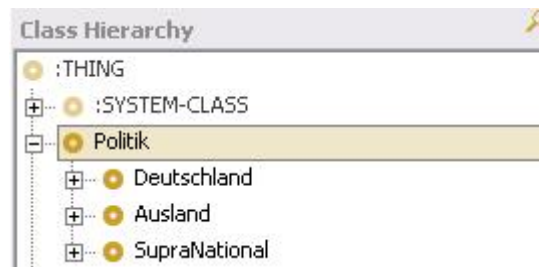 Class Hierarchy
:THING
:SYSTEM-CLASS
Politik
Deutschland
Ausland
SupraNational